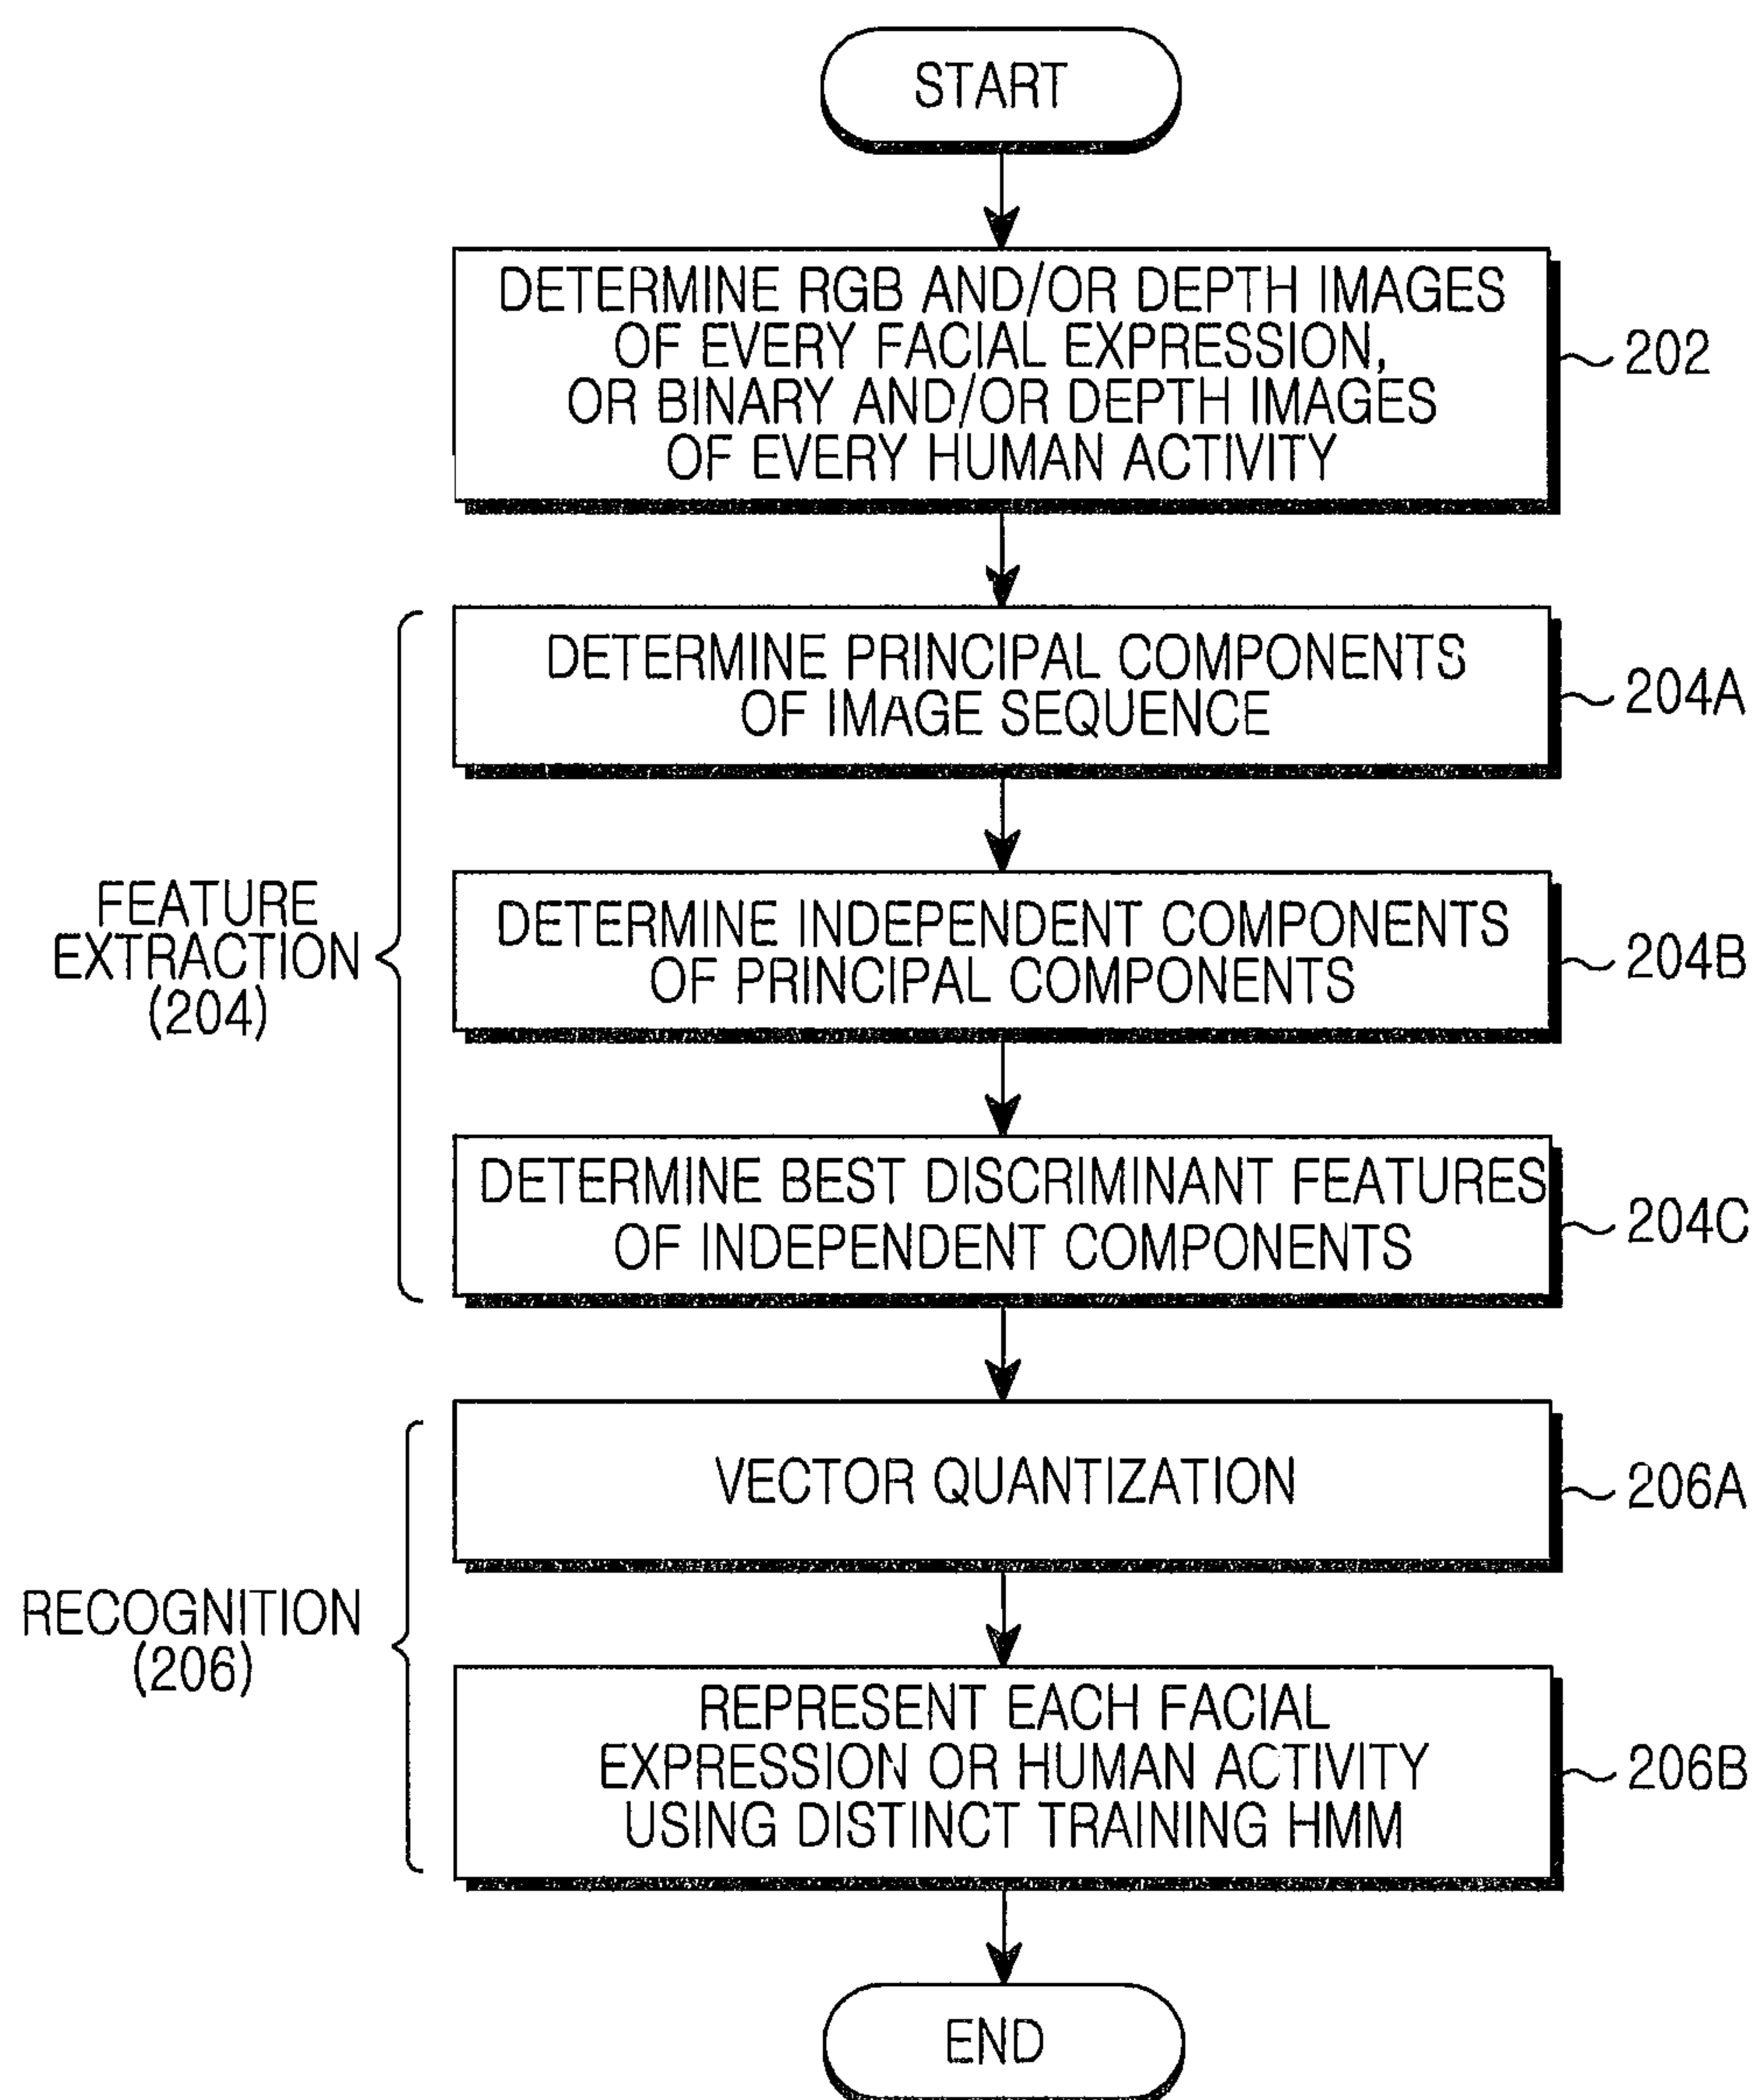 START
DETERMINE RGB AND/OR DEPTH IMAGES
OF EVERY FACIAL EXPRESSION,
OR BINARY AND/OR DEPTH IMAGES
OF EVERY HUMAN ACTIVITY
202
FEATURE
EXTRACTION
(204)
DETERMINE PRINCIPAL COMPONENTS
OF IMAGE SEQUENCE
204A
DETERMINE INDEPENDENT COMPONENTS
OF PRINCIPAL COMPONENTS
204B
DETERMINE BEST DISCRIMINANT FEATURES
OF INDEPENDENT COMPONENTS
204C
RECOGNITION
(206)
VECTOR QUANTIZATION
206A
REPRESENT EACH FACIAL
EXPRESSION OR HUMAN ACTIVITY
USING DISTINCT TRAINING HMM
206B
END